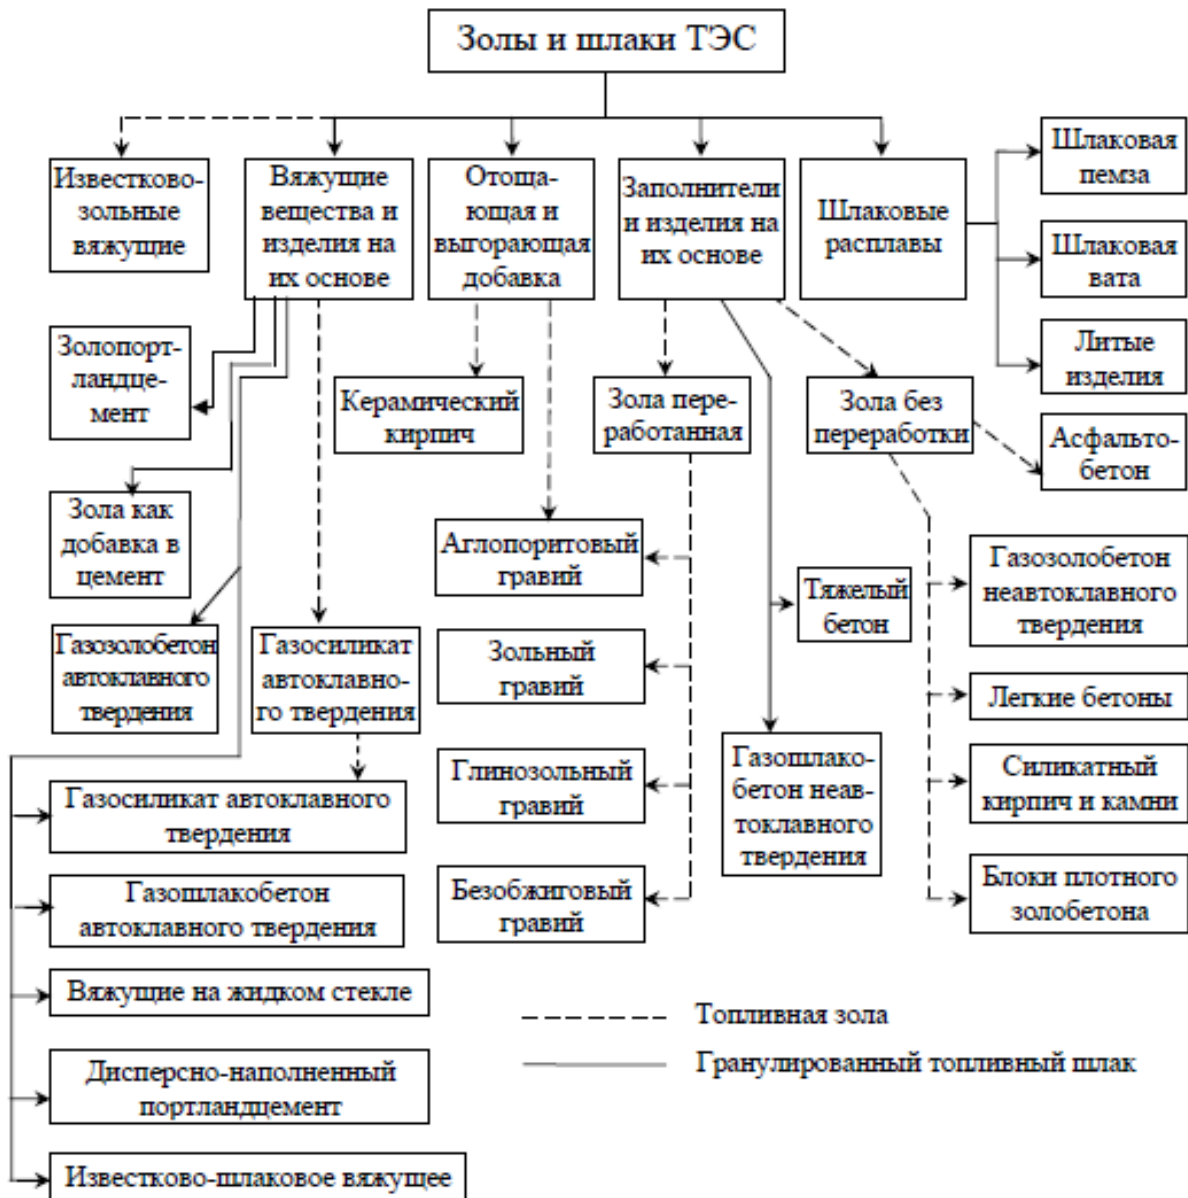 Золы и шлаки ТЭС
Известково-
зольные
вяжущие
Вяжущие
вещества и
изделия на
их основе
Отоща-
ющая и
выгорающая
добавка
Заполнители
и изделия на
их основе
Шлаковые
расплавы
Шлаковая
пемза
Шлаковая
вата
Литые
изделия
Золопорт-
ландце-
мент
Керамический
кирпич
Зола пере-
работанная
Зола без
переработки
Асфальто-
бетон
Зола как
добавка в
цемент
Аглопоритовый
гравий
Тяжелый
бетон
Газозолобетон
неавтоклавного
твердения
Газозолобетон
автоклавного
твердения
Газосиликат
автоклавно-
го твердения
Зольный
гравий
Легкие бетоны
Газосиликат автоклавного
твердения
Глинозольный
гравий
Газошлако-
бетон неав-
токлавного
твердения
Силикатный
кирпич и камни
Газошлакобетон
автоклавного твердения
Безобжиговый
гравий
Блоки плотного
золобетона
Вяжущие на жидком стекле
Топливная зола
Гранулированный топливный шлак
Дисперсно-наполненный
портландцемент
Известково-шлаковое вяжущее